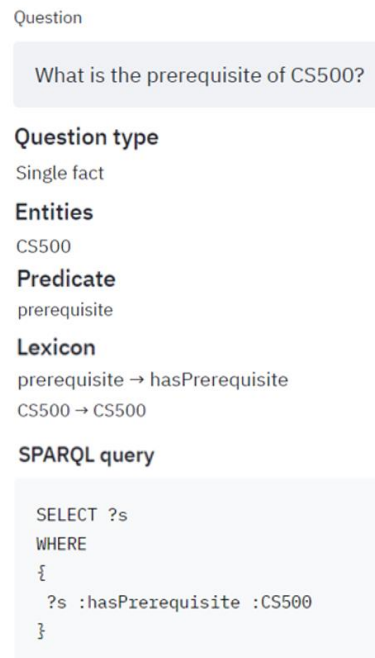 Question
What is the prerequisite of CS500?
Question type
Single fact
Entities
CS500
Predicate
prerequisite
Lexicon
prerequisite → hasPrerequisite
CS500 → CS500
SPARQL query
SELECT ?s
WHERE
{
?s :hasPrerequisite :CS500
}